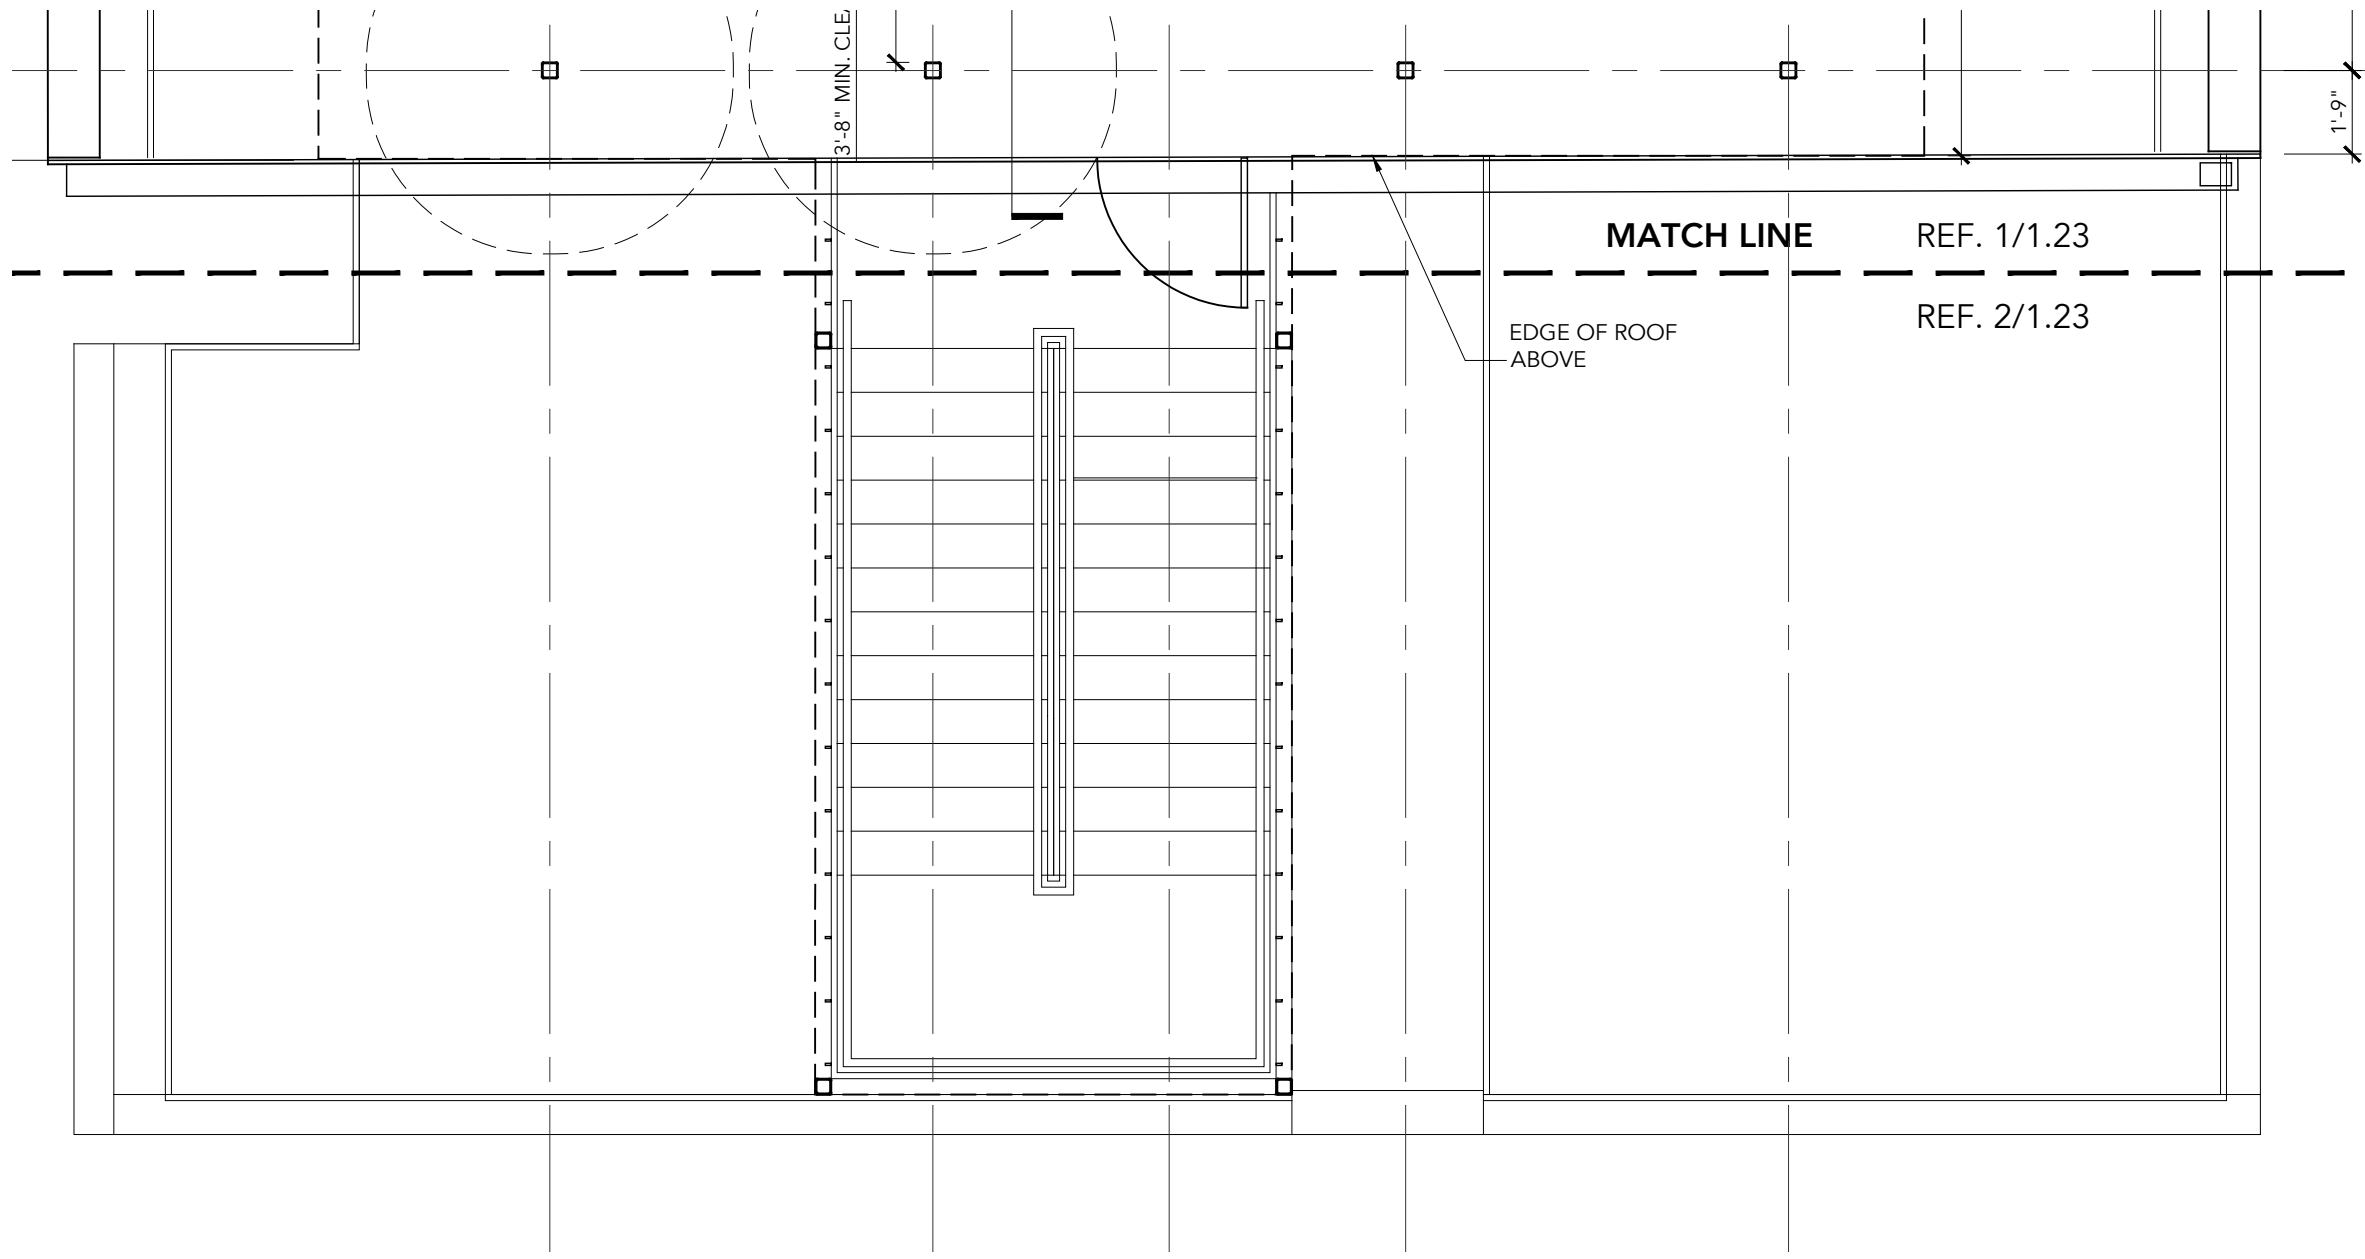 3'-8" MIN.
1'-9"
MATCH LINE
REF. 1/1.23
REF. 2/1.23
EDGE OF ROOF
ABOVE